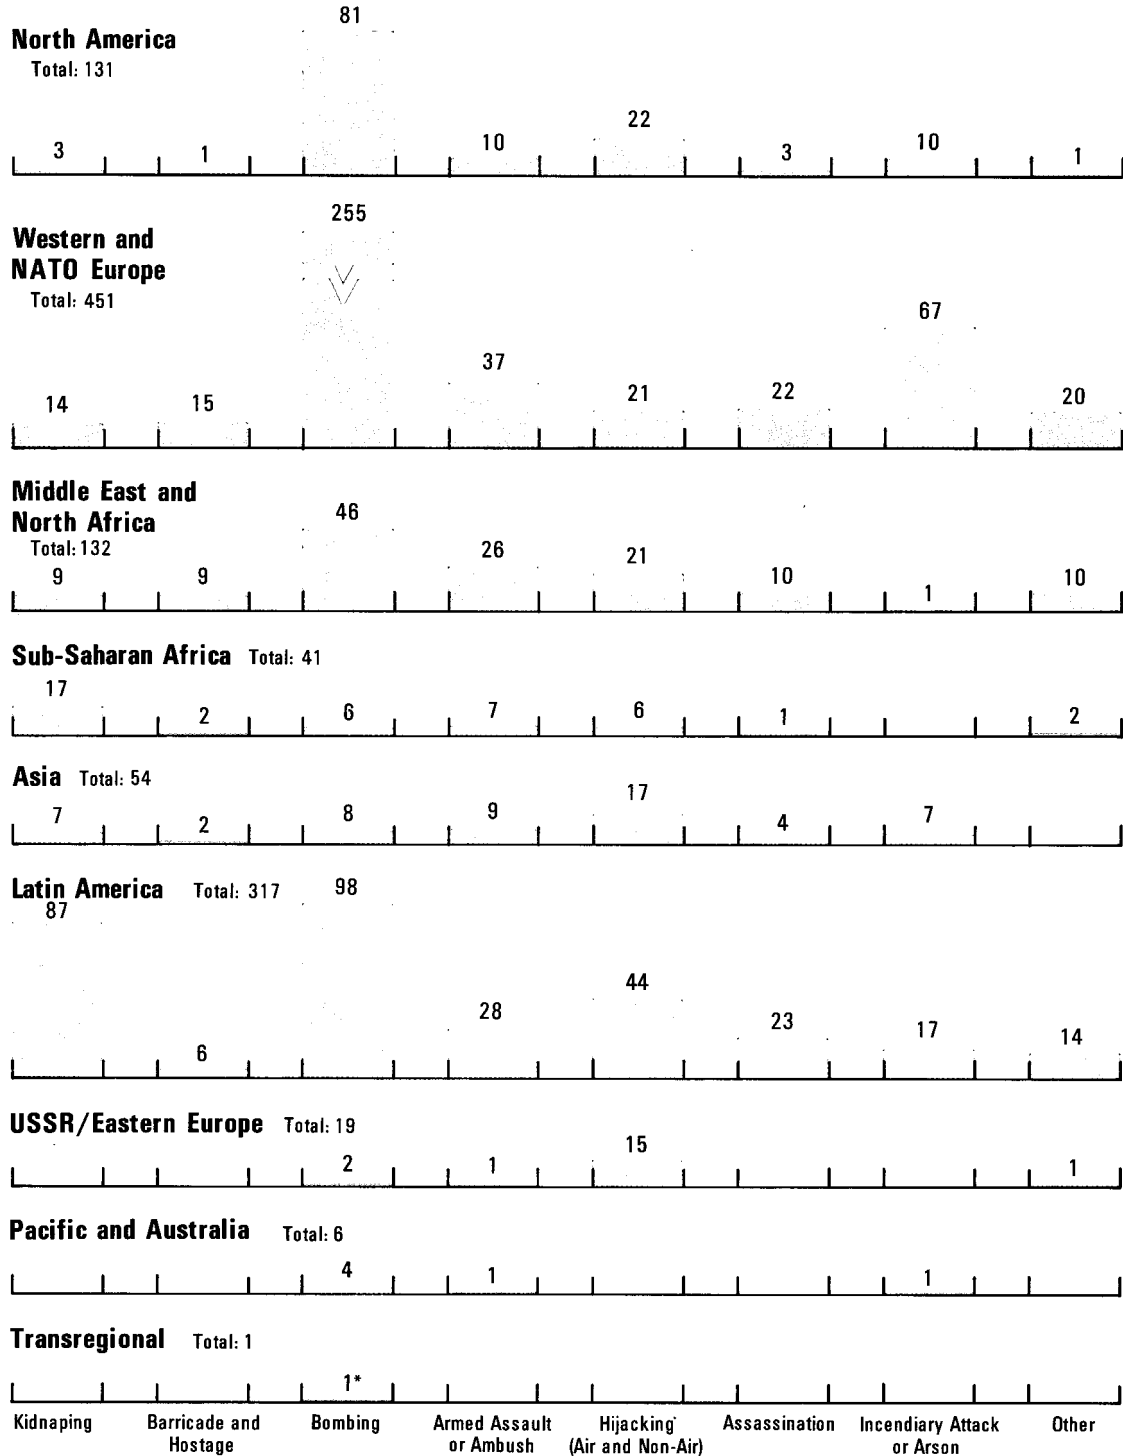 81
North America
Total: 131
3 1 10 22 3 10 1
255
Western and
NATO Europe
Total: 451
14 15 37 21 22 67 20
Middle East and
North Africa
Total: 132
9 9 46 26 21 10 1 10
Sub-Saharan Africa Total: 41
17 2 6 7 6 1 2
Asia Total: 54
7 2 8 9 17 4 7
Latin America Total: 317
87 6 98 28 44 23 17 14
USSR/Eastern Europe Total: 19
2 1 15 1
Pacific and Australia Total: 6
4 1 1
Transregional Total: 1
1*
Kidnaping Barricade and Bombing Armed Assault Hijacking Assassination Incendiary Attack Other
Hostage or Ambush (Air and Non-Air) or Arson